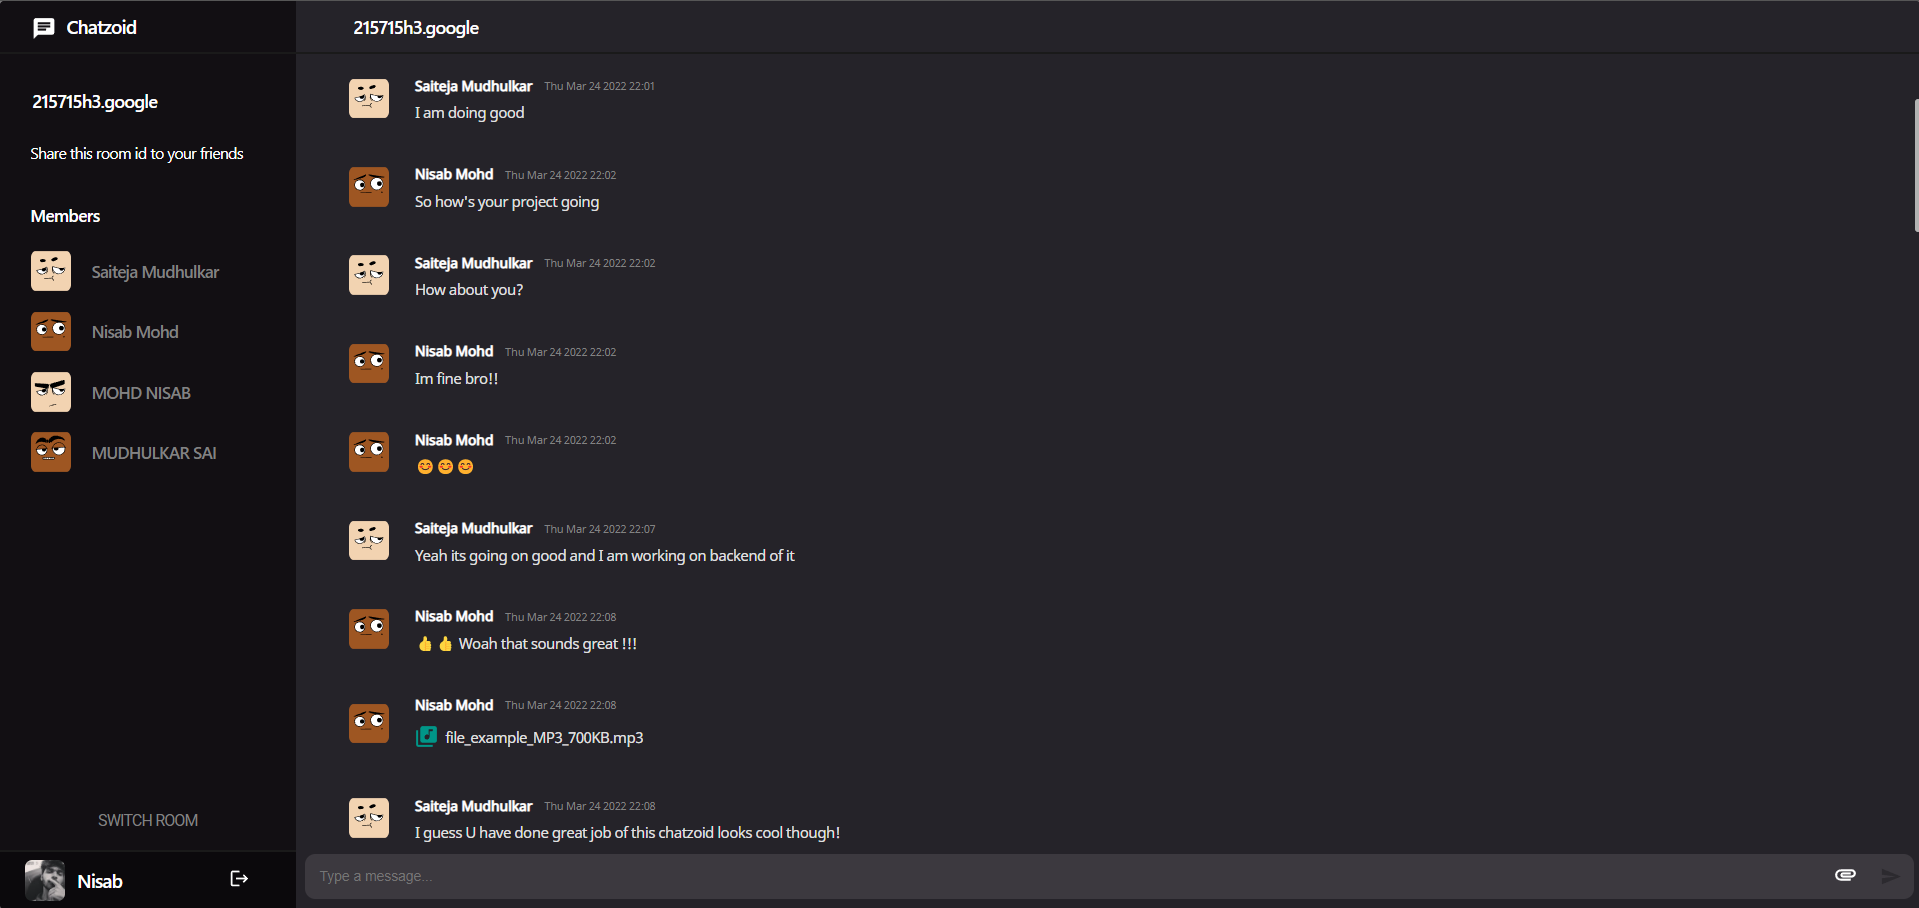 Chatzoid
215715h3.google
215715h3.google
Share this room id to your friends
Members
Saiteja Mudhulkar
Nisab Mohd
MOHD NISAB
MUDHULKAR SAI
SWITCH ROOM
Nisab
Saiteja Mudhulkar Thu Mar 24 2022 22:01
I am doing good
Nisab Mohd Thu Mar 24 2022 22:02
So how's your project going
Saiteja Mudhulkar Thu Mar 24 2022 22:02
How about you?
Nisab Mohd Thu Mar 24 2022 22:02
Im fine bro!!
Nisab Mohd Thu Mar 24 2022 22:02
😊😊😊
Saiteja Mudhulkar Thu Mar 24 2022 22:07
Yeah its going on good and I am working on backend of it
Nisab Mohd Thu Mar 24 2022 22:08
👍👍 Woah that sounds great !!!
Nisab Mohd Thu Mar 24 2022 22:08
file_example_MP3_700KB.mp3
Saiteja Mudhulkar Thu Mar 24 2022 22:08
I guess U have done great job of this chatzoid looks cool though!
Type a message...